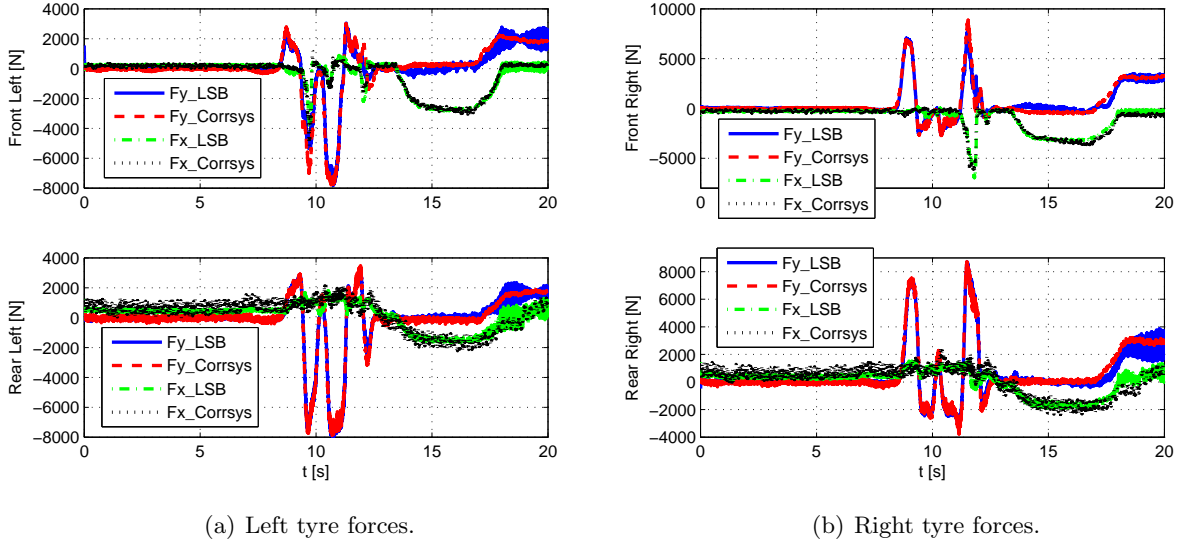 4000
2000
0
−2000
−4000
−6000
−8000
Front Left [N]
0
5
10
15
20
Fy_LSB
Fy_Corrsys
Fx_LSB
Fx_Corrsys
4000
2000
0
−2000
−4000
−6000
−8000
Rear Left [N]
0
5
10
15
20
t [s]
Fy_LSB
Fy_Corrsys
Fx_LSB
Fx_Corrsys
(a) Left tyre forces.
10000
5000
0
−5000
Front Right [N]
0
5
10
15
20
Fy_LSB
Fy_Corrsys
Fx_LSB
Fx_Corrsys
8000
6000
4000
2000
0
−2000
−4000
Rear Right [N]
0
5
10
15
20
t [s]
Fy_LSB
Fy_Corrsys
Fx_LSB
Fx_Corrsys
(b) Right tyre forces.